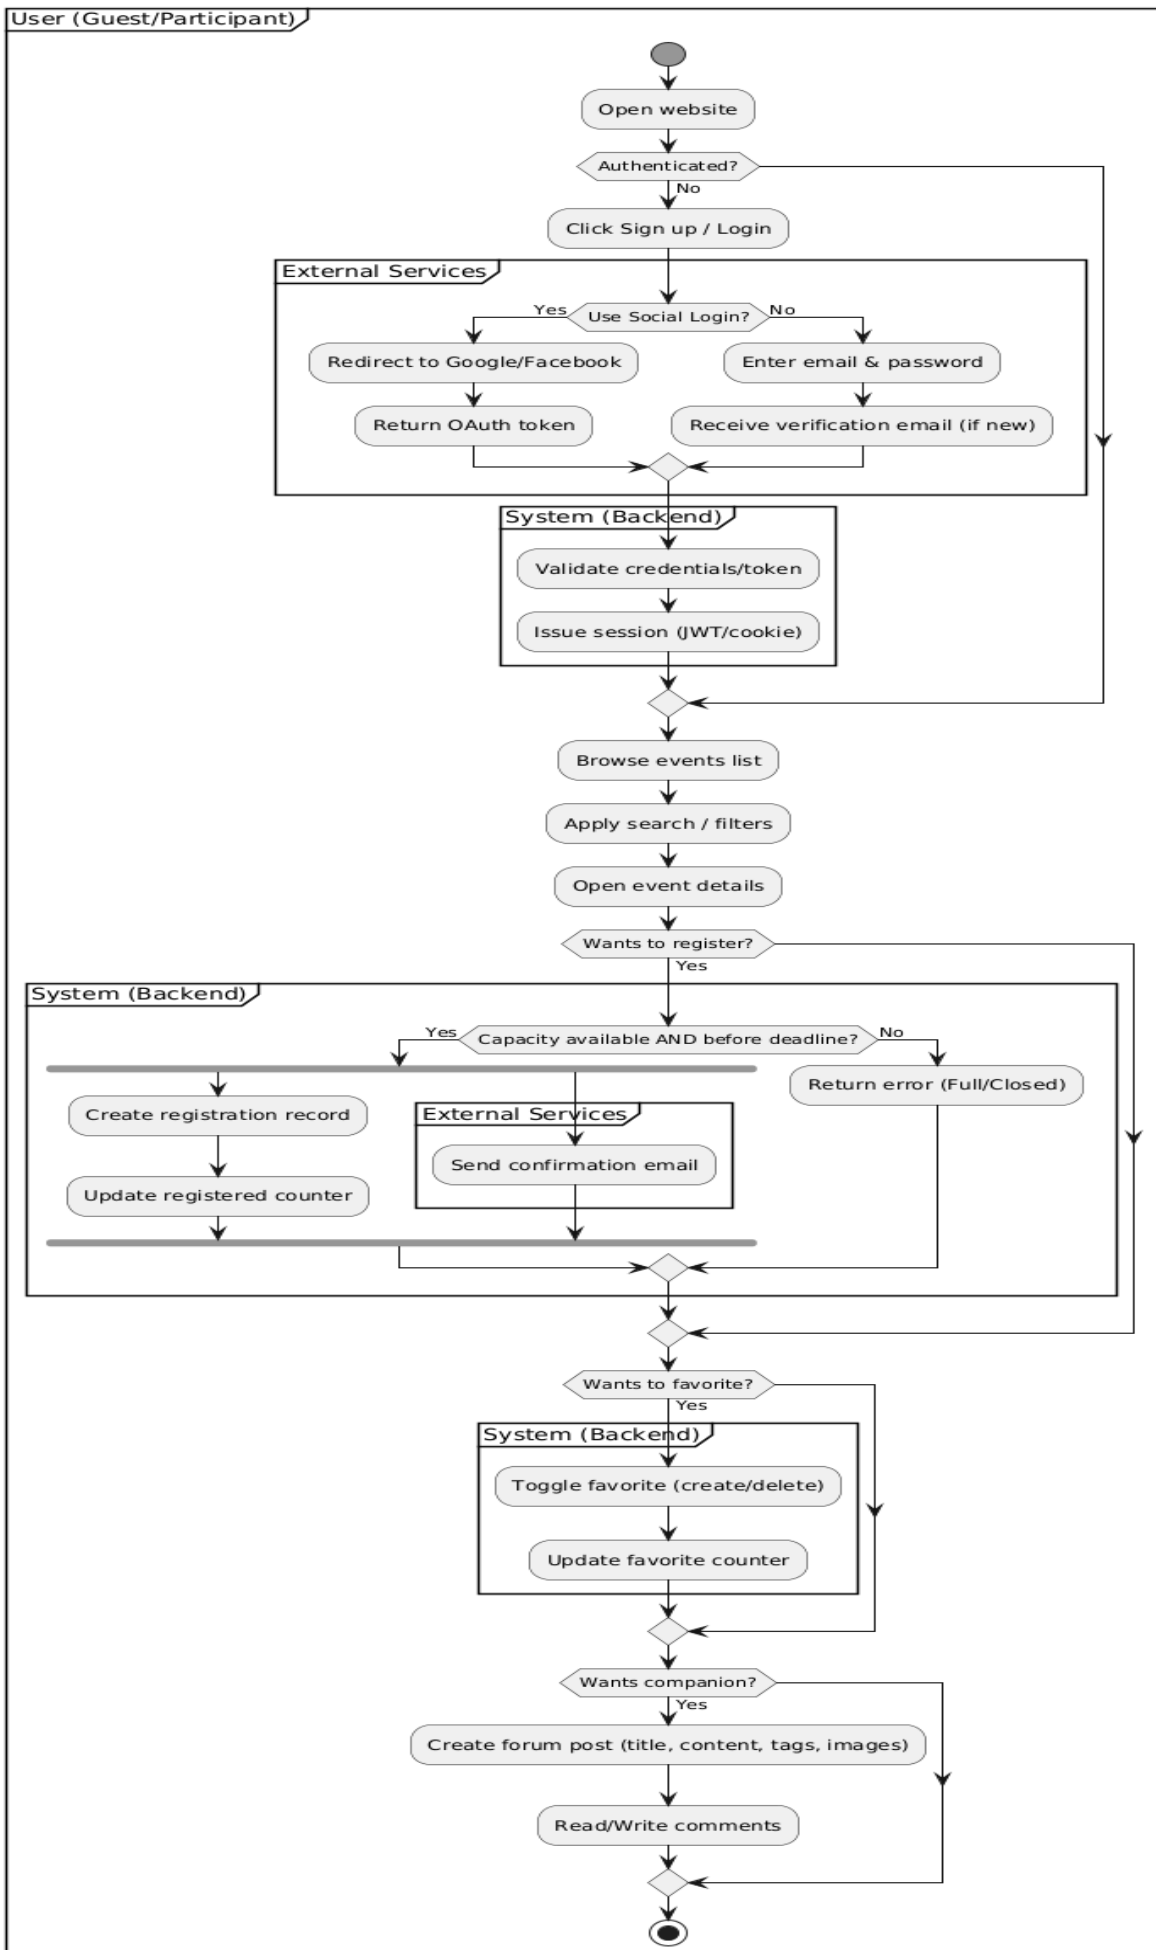 User (Guest/Participant)
Open website
Authenticated?
No
Click Sign up / Login
External Services
Yes
Use Social Login?
No
Redirect to Google/Facebook
Enter email & password
Return OAuth token
Receive verification email (if new)
System (Backend)
Validate credentials/token
Issue session (JWT/cookie)
Browse events list
Apply search / filters
Open event details
Wants to register?
Yes
System (Backend)
Yes
Capacity available AND before deadline?
No
Return error (Full/Closed)
Create registration record
External Services
Send confirmation email
Update registered counter
Wants to favorite?
Yes
System (Backend)
Toggle favorite (create/delete)
Update favorite counter
Wants companion?
Yes
Create forum post (title, content, tags, images)
Read/Write comments